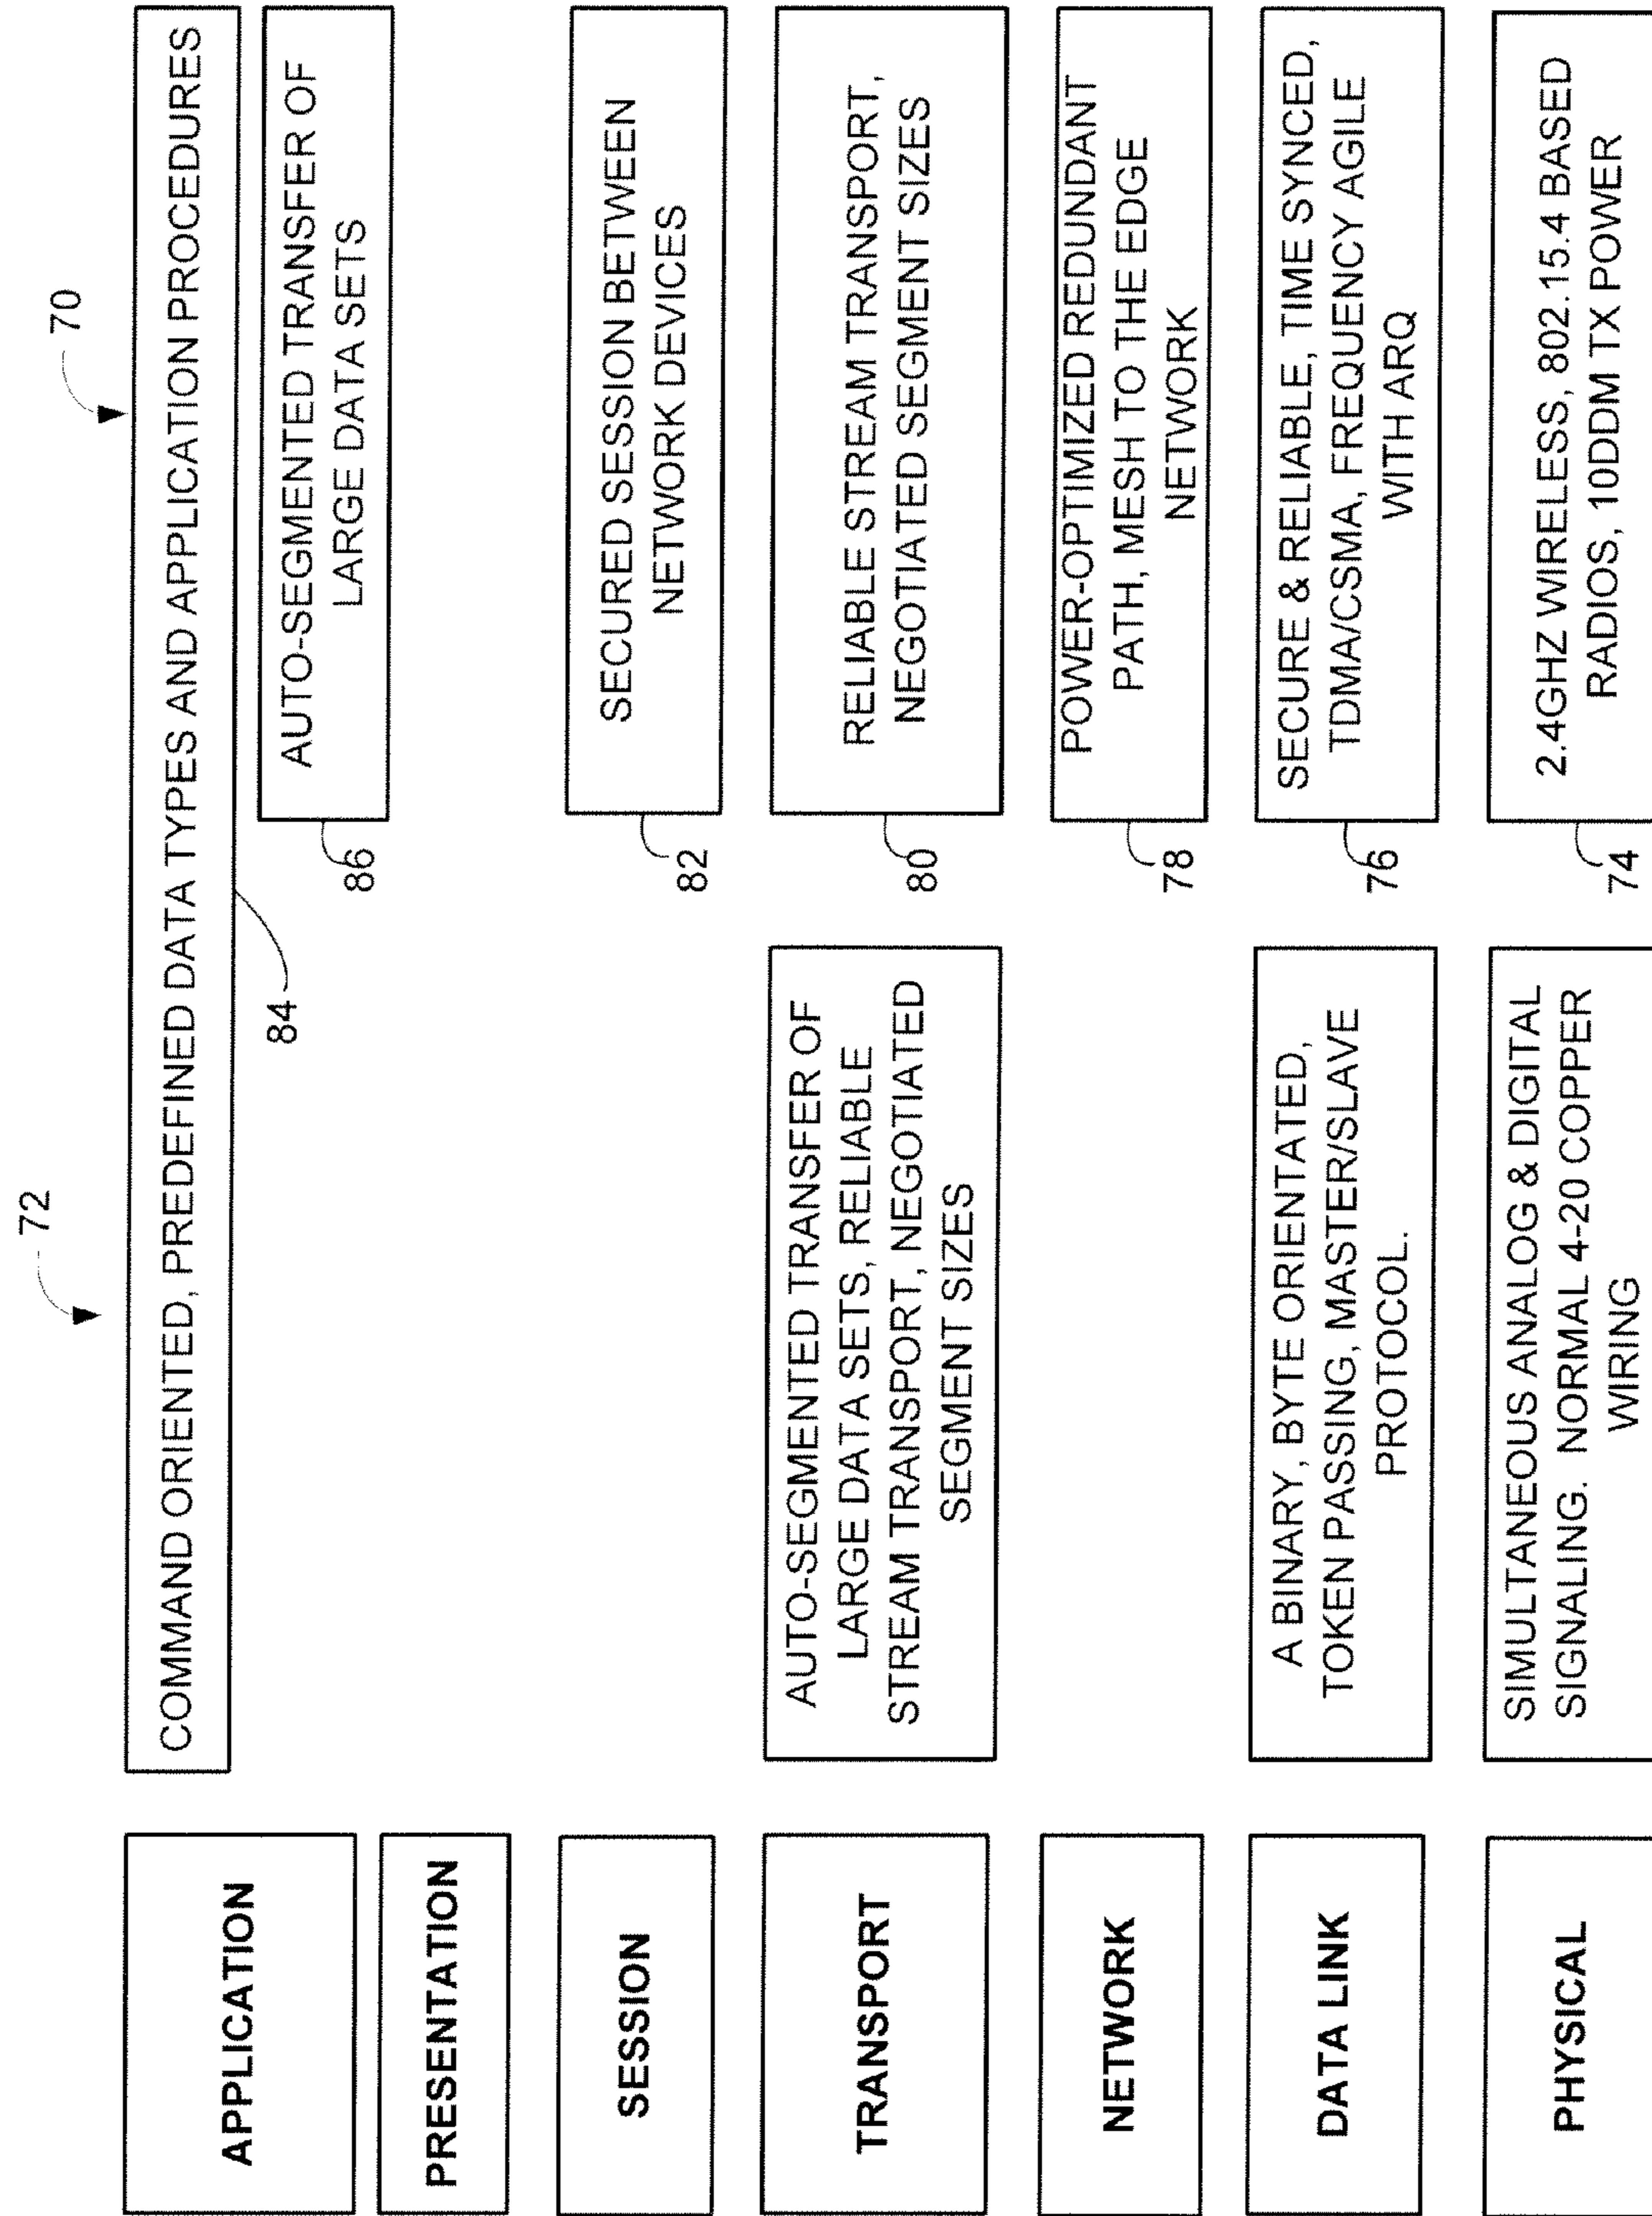 72
70
APPLICATION
COMMAND ORIENTED, PREDEFINED DATA TYPES AND APPLICATION PROCEDURES
84
AUTO-SEGMENTED TRANSFER OF
LARGE DATA SETS
86
PRESENTATION
SESSION
SECURED SESSION BETWEEN
NETWORK DEVICES
82
TRANSPORT
AUTO-SEGMENTED TRANSFER OF
LARGE DATA SETS, RELIABLE
STREAM TRANSPORT, NEGOTIATED
SEGMENT SIZES
RELIABLE STREAM TRANSPORT,
NEGOTIATED SEGMENT SIZES
80
NETWORK
POWER-OPTIMIZED REDUNDANT
PATH, MESH TO THE EDGE
NETWORK
78
DATA LINK
A BINARY, BYTE ORIENTATED,
TOKEN PASSING, MASTER/SLAVE
PROTOCOL.
SECURE & RELIABLE, TIME SYNCED,
TDMA/CSMA, FREQUENCY AGILE
WITH ARQ
76
PHYSICAL
SIMULTANEOUS ANALOG & DIGITAL
SIGNALING. NORMAL 4-20 COPPER
WIRING
2.4GHZ WIRELESS, 802.15.4 BASED
RADIOS, 10DDM TX POWER
74